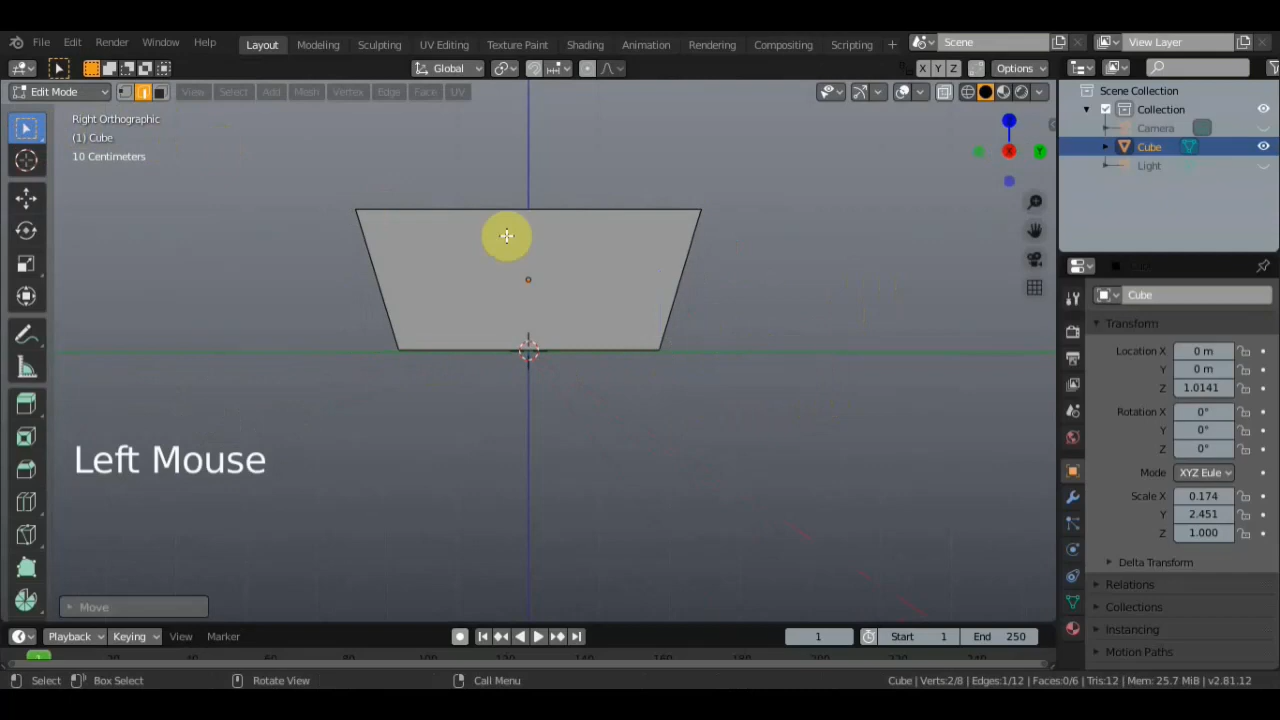 File Edit Render Window Help Layout Modeling Sculpting UV Editing Texture Paint Shading Animation Rendering Compositing Scripting + Scene View Layer
Global X Y Z Options
Edit Mode View Select Add Mesh Vertex Edge Face UV
Scene Collection
Collection
Camera
Cube
Light
Right Orthographic
(1) Cube
10 Centimeters
X Y
Cube
Transform
Location X 0 m
Y 0 m
Z 1.0141
Rotation X 0°
Y 0°
Z 0°
Mode XYZ Eule
Scale X 0.174
Y 2.451
Z 1.000
Delta Transform
Relations
Collections
Instancing
Motion Paths
Left Mouse
Move
Playback Keying View Marker 1 Start 1 End 250
1
Select Box Select Rotate View Call Menu Cube | Verts:2/8 | Edges:1/12 | Faces:0/6 | Tris:12 | Mem: 25.7 MiB | v2.81.12